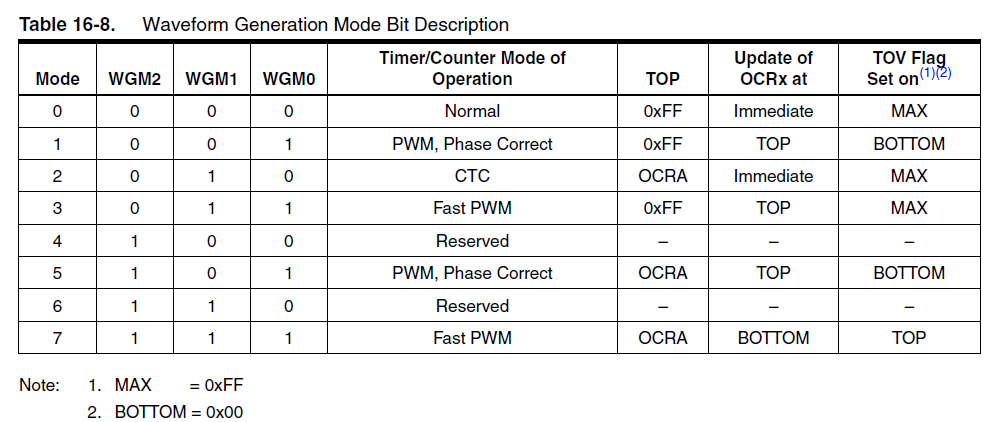 Table 16-8. Waveform Generation Mode Bit Description
Mode WGM2 WGM1 WGM0 Timer/Counter Mode of Operation TOP Update of OCRx at TOV Flag Set on(1)(2)
0 0 0 0 Normal 0xFF Immediate MAX
1 0 0 1 PWM, Phase Correct 0xFF TOP BOTTOM
2 0 1 0 CTC OCRA Immediate MAX
3 0 1 1 Fast PWM 0xFF TOP MAX
4 1 0 0 Reserved – – –
5 1 0 1 PWM, Phase Correct OCRA TOP BOTTOM
6 1 1 0 Reserved – – –
7 1 1 1 Fast PWM OCRA BOTTOM TOP
Note: 1. MAX = 0xFF
2. BOTTOM = 0x00